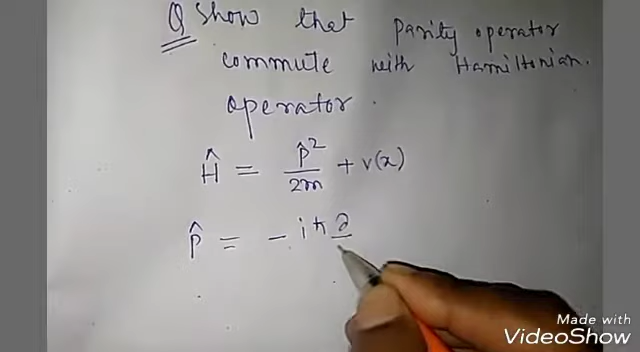 Q Show that parity operator
commute with Hamiltonian.
operator.
Ĥ = p̂²/2m + v(x)
p̂ = - iħ ∂
Made with
VideoShow